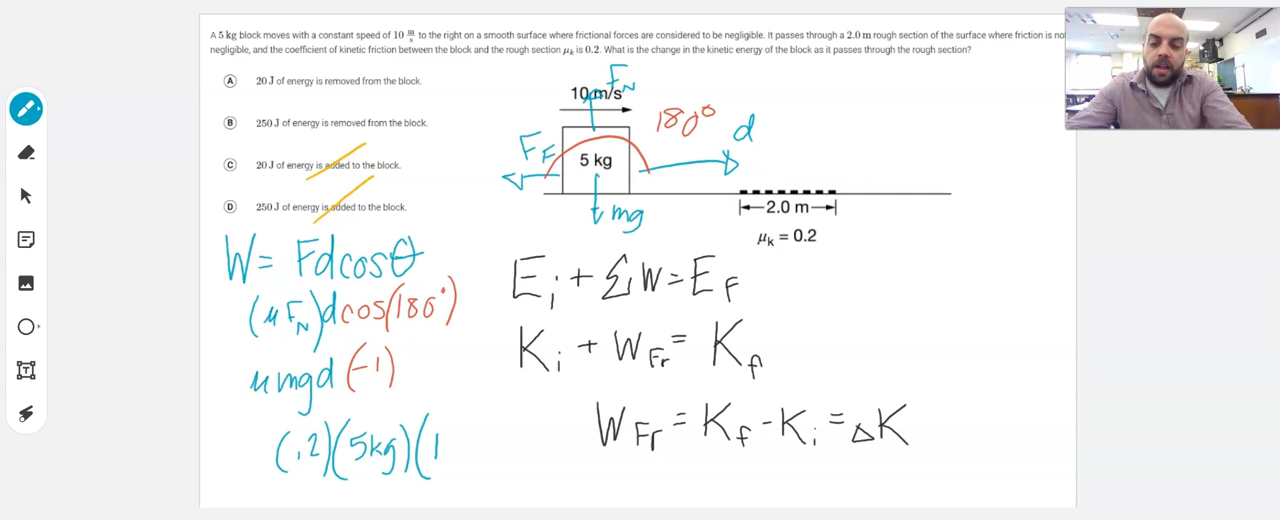 A 5 kg block moves with a constant speed of 10 m/s to the right on a smooth surface where frictional forces are considered to be negligible. It passes through a 2.0 m rough section of the surface where friction is no
negligible, and the coefficient of kinetic friction between the block and the rough section μk is 0.2. What is the change in the kinetic energy of the block as it passes through the rough section?
A 20 J of energy is removed from the block.
B 250 J of energy is removed from the block.
C 20 J of energy is added to the block.
D 250 J of energy is added to the block.
FN
10 m/s
180°
d
FF
5 kg
mg
2.0 m
μk = 0.2
W = Fdcosθ
(μFN)dcos(180°)
μmgd(-1)
(.2)(5kg)(1
Ei + ΣW = EF
Ki + WFr = Kf
WFr = Kf - Ki = ΔK
T